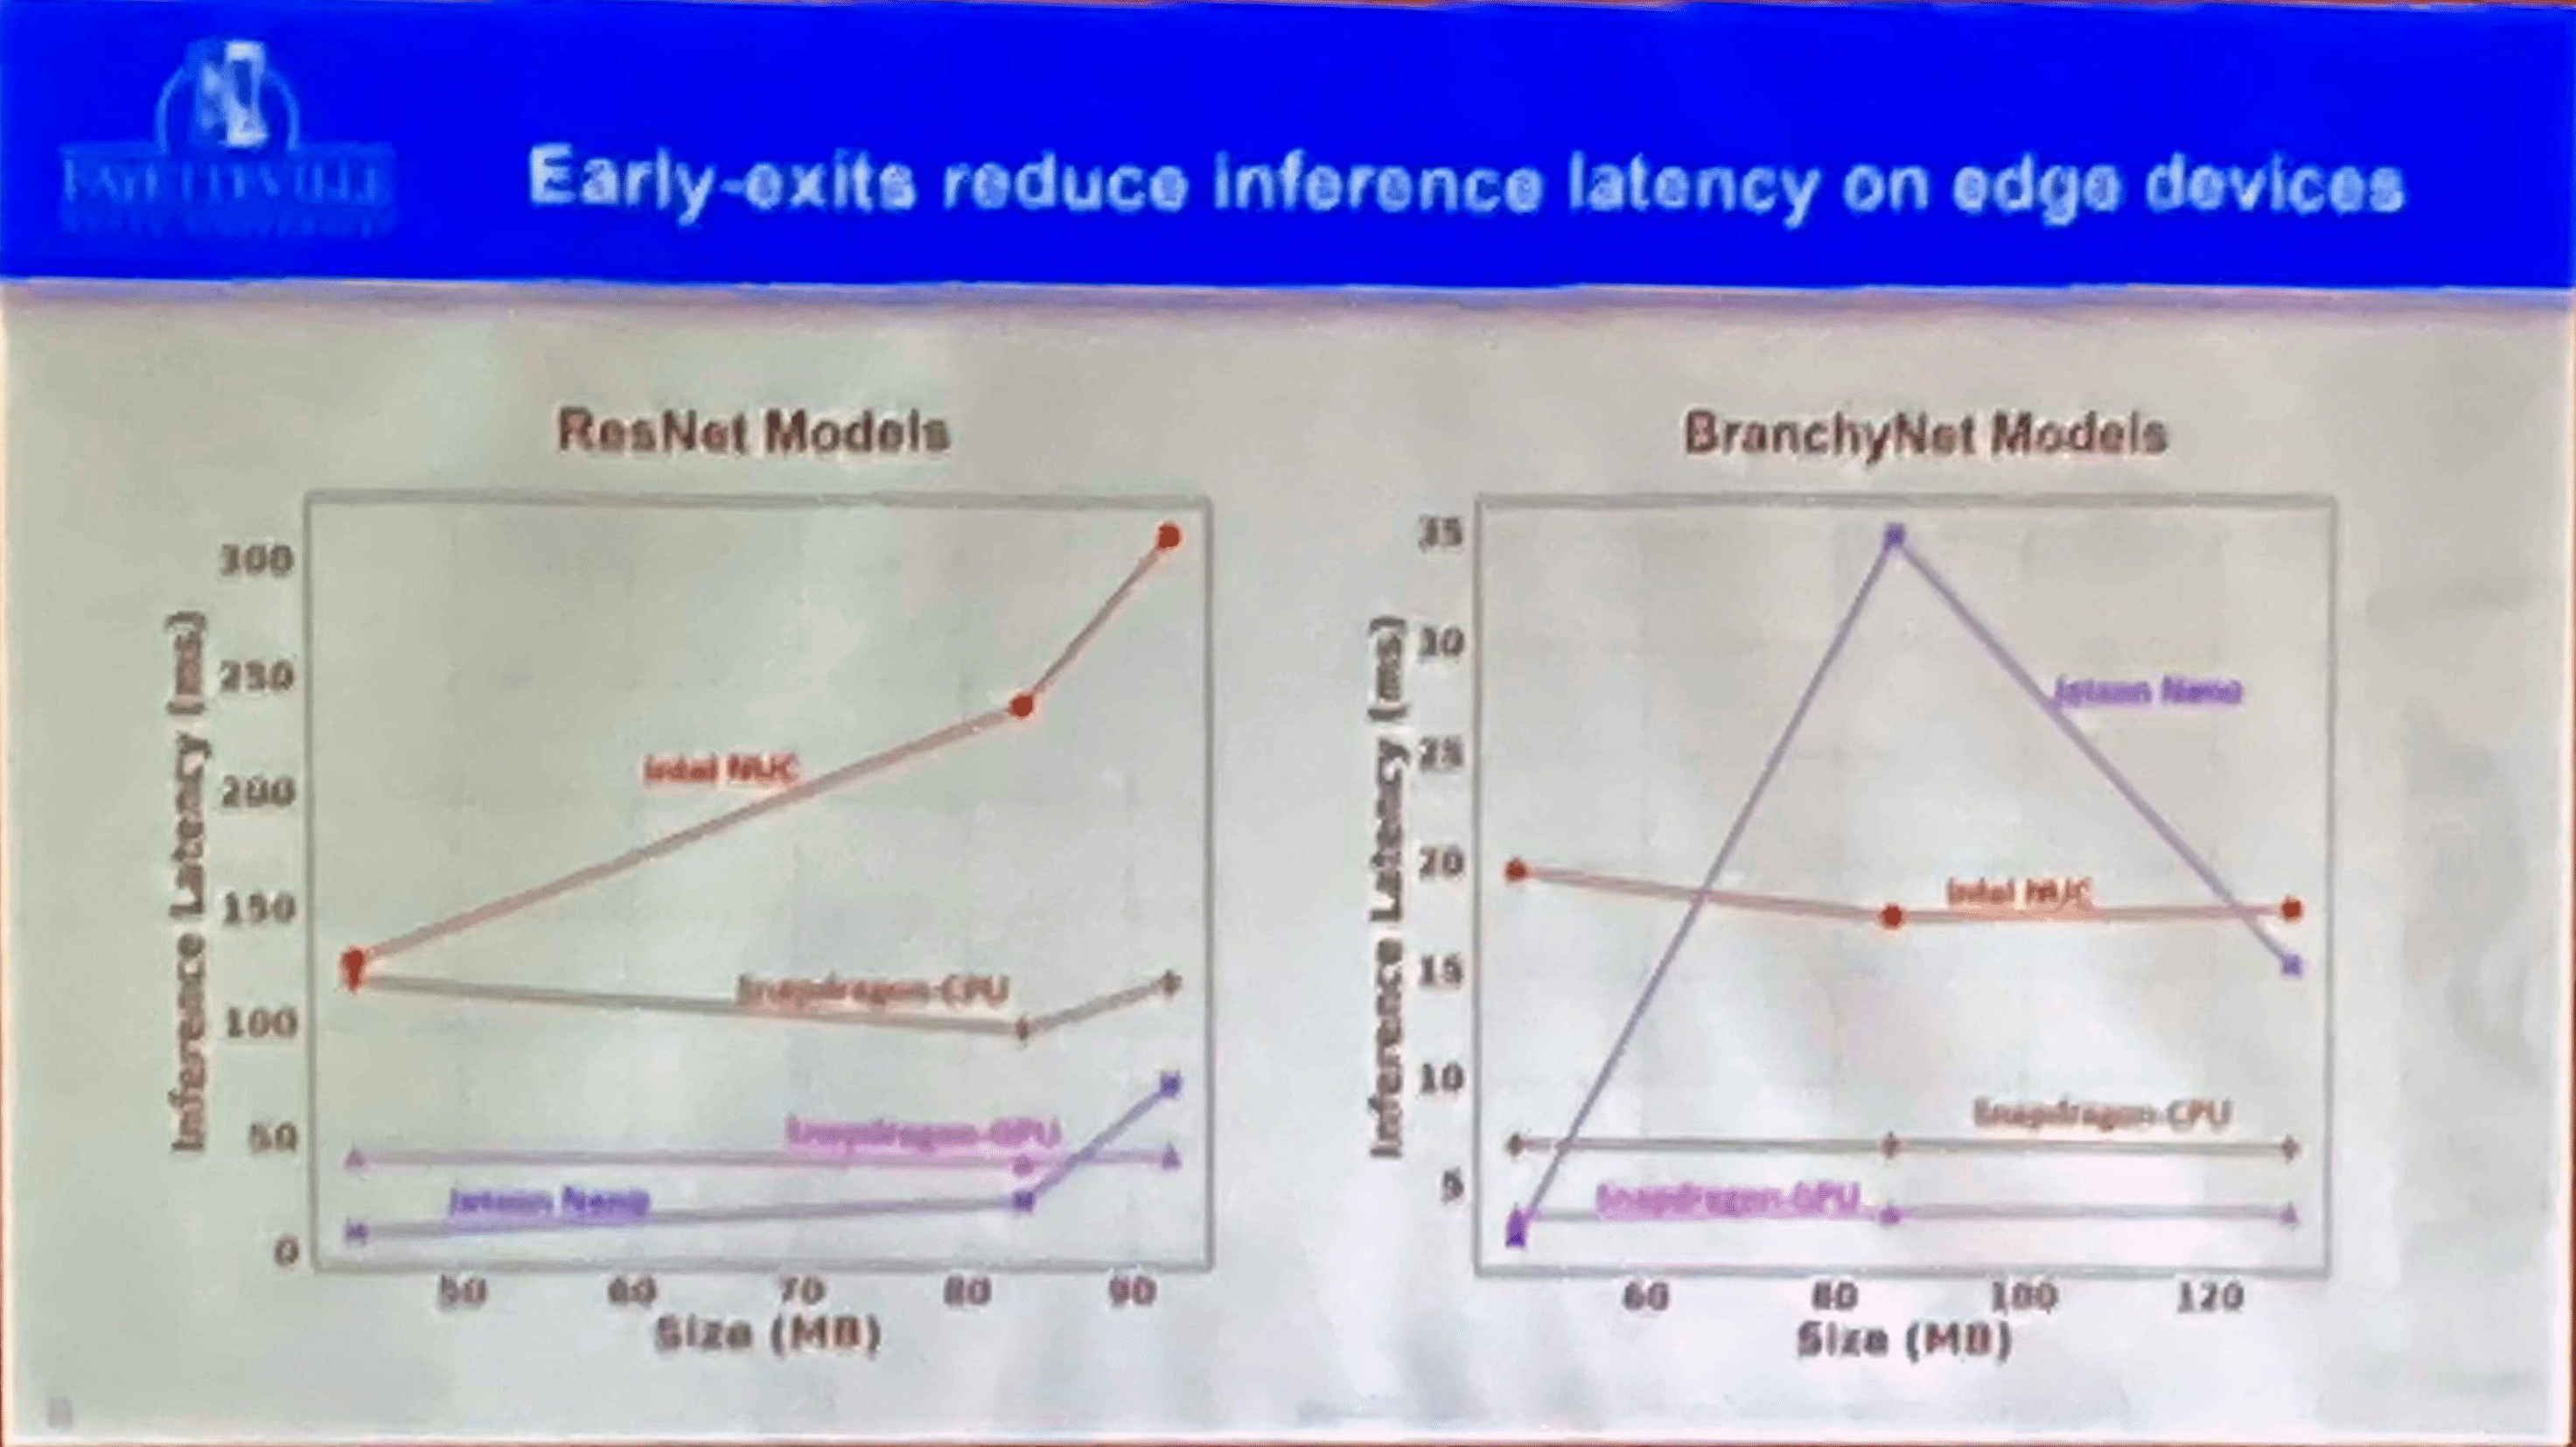 FAYETTEVILLE
STATE UNIVERSITY
Early-exits reduce inference latency on edge devices
ResNet Models
BranchyNet Models
Inference Latency (ms)
300
250
200
150
100
50
0
Intel NUC
Snapdragon-CPU
Snapdragon-GPU
Jetson Nano
50 60 70 80 90
Size (MB)
Inference Latency (ms)
35
30
25
20
15
10
5
Jetson Nano
Intel NUC
Snapdragon-CPU
Snapdragon-GPU
60 80 100 120
Size (MB)